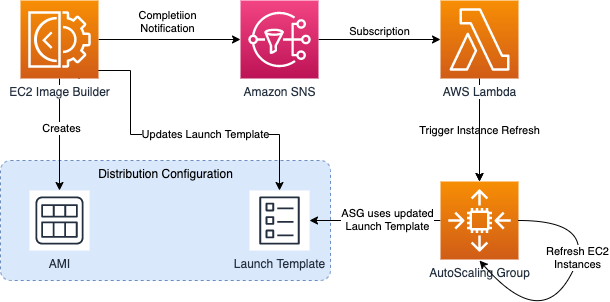 Completiion
Notification
Subscription
EC2 Image Builder
Amazon SNS
AWS Lambda
Creates
Updates Launch Template
Trigger Instance Refresh
Distribution Configuration
ASG uses updated
Launch Template
Refresh EC2
Instances
AMI
Launch Template
AutoScaling Group